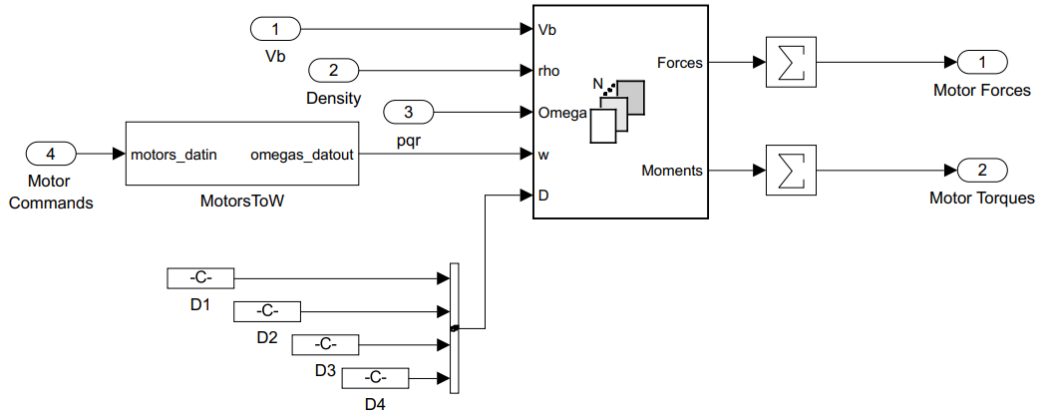 1
Vb
2
Density
3
pqr
4
Motor
Commands
motors_datin omegas_datout
MotorsToW
Vb
rho
Omega
w
D
N
Forces
Moments
∑
∑
1
Motor Forces
2
Motor Torques
-C-
D1
-C-
D2
-C-
D3
-C-
D4